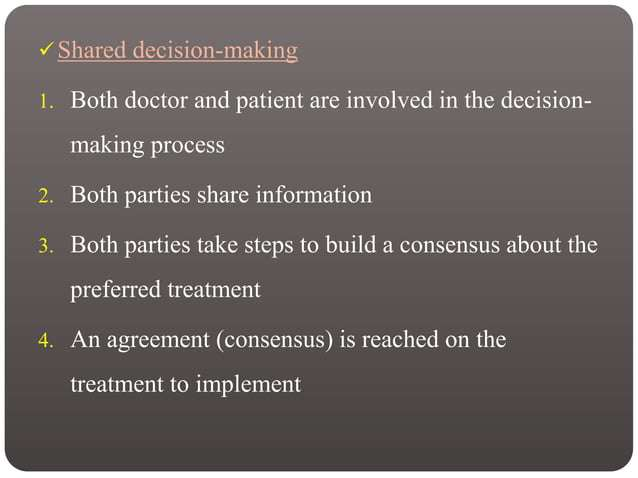 ✓ Shared decision-making
1. Both doctor and patient are involved in the decision-
making process
2. Both parties share information
3. Both parties take steps to build a consensus about the
preferred treatment
4. An agreement (consensus) is reached on the
treatment to implement